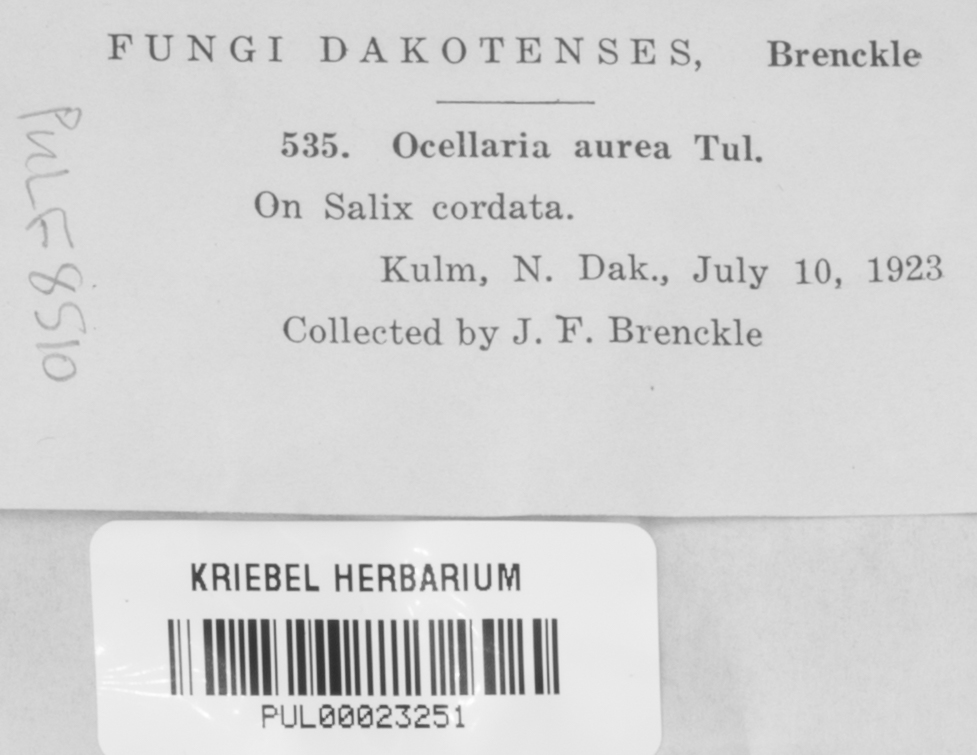 FUNGI DAKOTENSES, Brenckle
535. Ocellaria aurea Tul.
On Salix cordata.
Kulm, N. Dak., July 10, 1923
Collected by J. F. Brenckle
PUL F8510
KRIEBEL HERBARIUM
PUL00023251